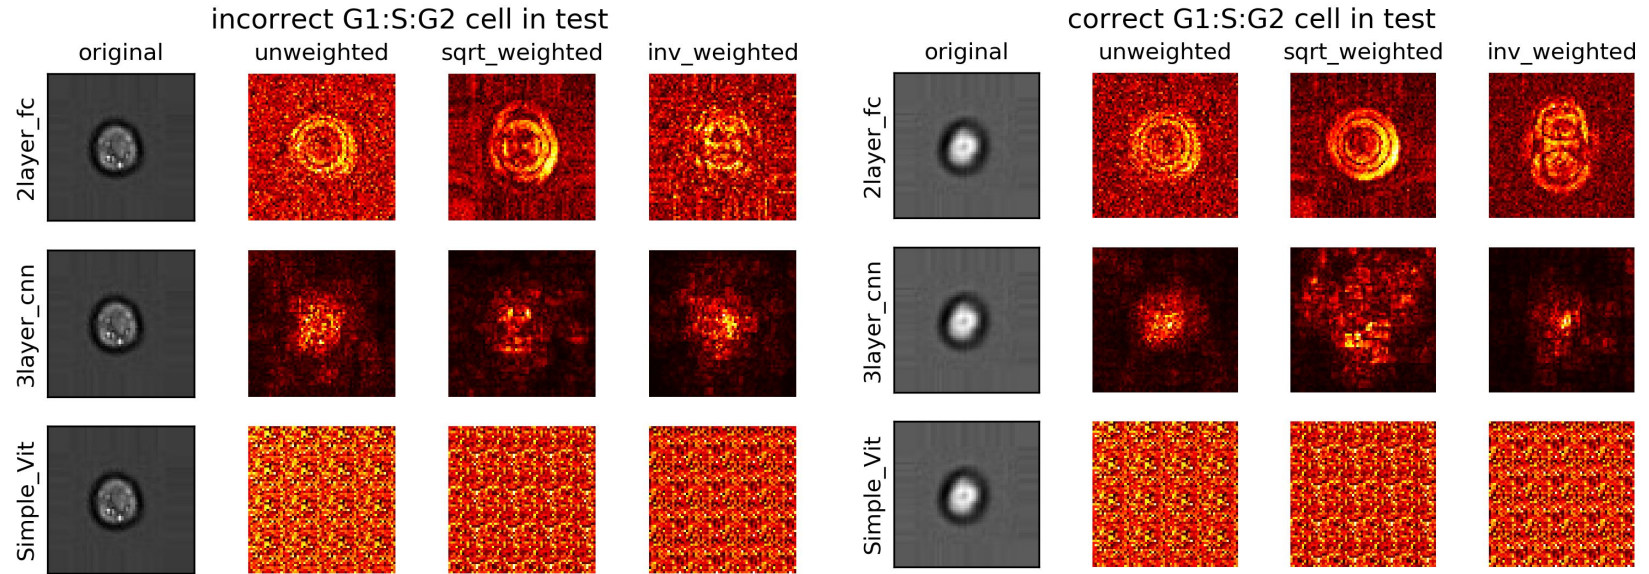 incorrect G1:S:G2 cell in test
original unweighted sqrt_weighted inv_weighted
2layer_fc
3layer_cnn
Simple_Vit
correct G1:S:G2 cell in test
original unweighted sqrt_weighted inv_weighted
2layer_fc
3layer_cnn
Simple_Vit